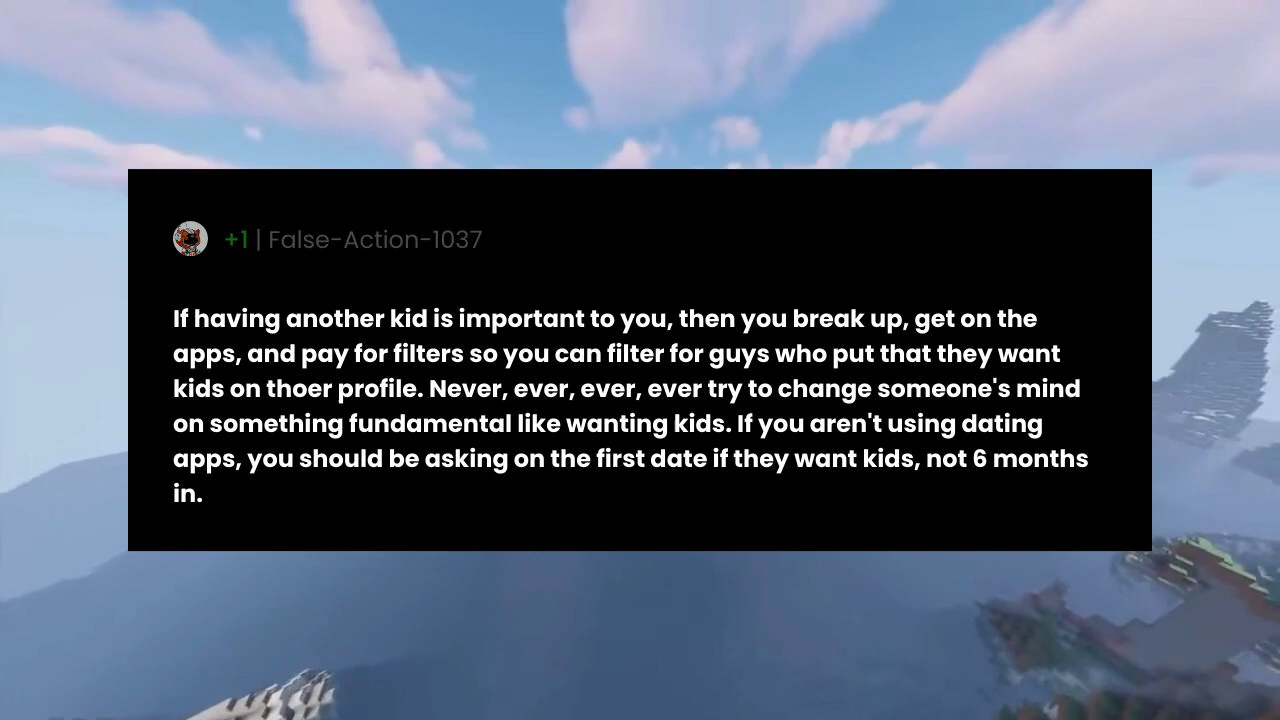 +1 | False-Action-1037
If having another kid is important to you, then you break up, get on the
apps, and pay for filters so you can filter for guys who put that they want
kids on thoer profile. Never, ever, ever, ever try to change someone's mind
on something fundamental like wanting kids. If you aren't using dating
apps, you should be asking on the first date if they want kids, not 6 months
in.